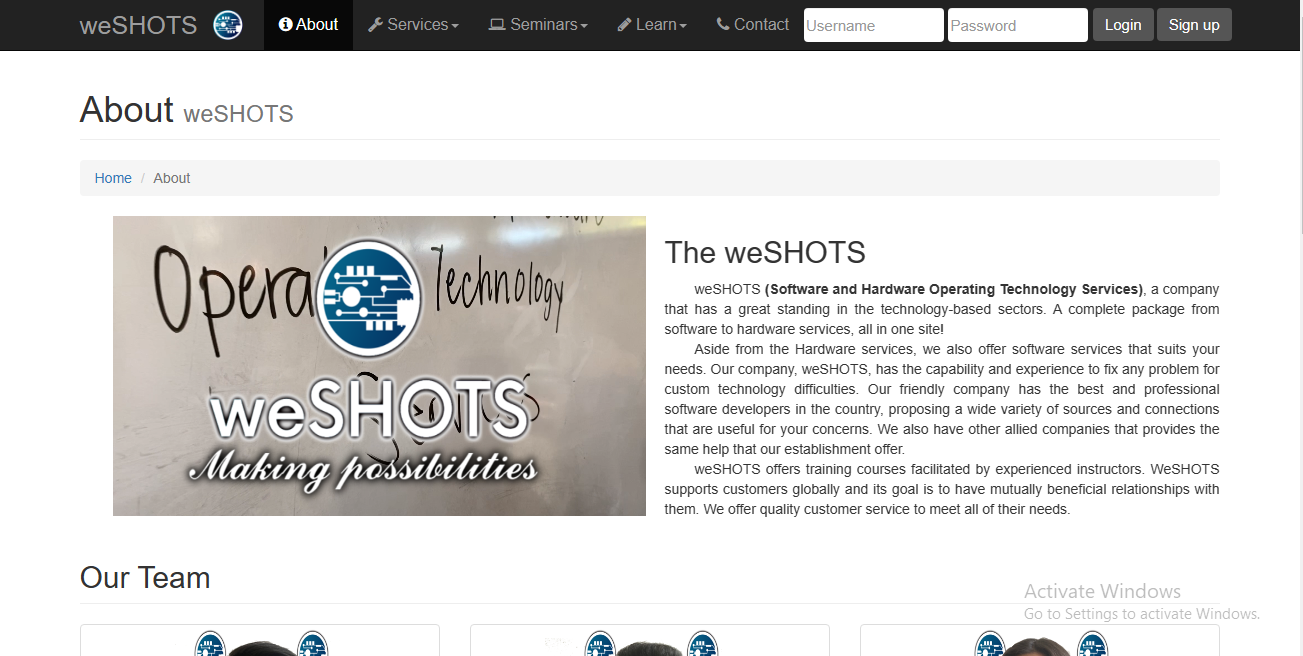 weSHOTS About Services Seminars Learn Contact Username Password Login Sign up
About weSHOTS
Home / About
Opera Technology
weSHOTS
Making possibilities
The weSHOTS
weSHOTS (Software and Hardware Operating Technology Services), a company
that has a great standing in the technology-based sectors. A complete package from
software to hardware services, all in one site!
Aside from the Hardware services, we also offer software services that suits your
needs. Our company, weSHOTS, has the capability and experience to fix any problem for
custom technology difficulties. Our friendly company has the best and professional
software developers in the country, proposing a wide variety of sources and connections
that are useful for your concerns. We also have other allied companies that provides the
same help that our establishment offer.
weSHOTS offers training courses facilitated by experienced instructors. WeSHOTS
supports customers globally and its goal is to have mutually beneficial relationships with
them. We offer quality customer service to meet all of their needs.
Our Team
Activate Windows
Go to Settings to activate Windows.